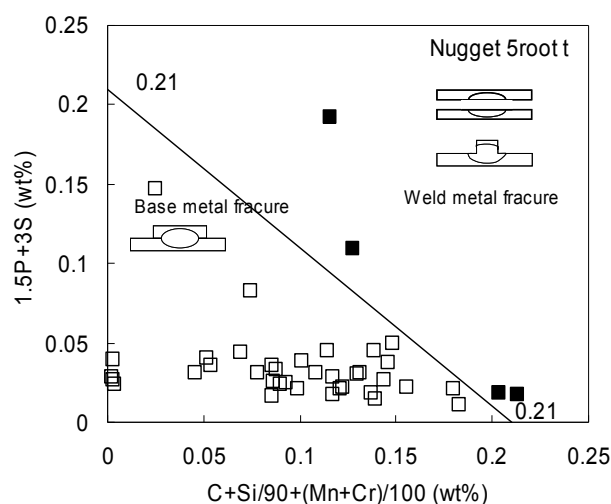 0.25
0.2
0.15
0.1
0.05
0
1.5P+3S (wt%)
0.21
Nugget 5root t
Weld metal fracure
Base metal fracure
0.21
0
0.05
0.1
0.15
0.2
0.25
C+Si/90+(Mn+Cr)/100 (wt%)